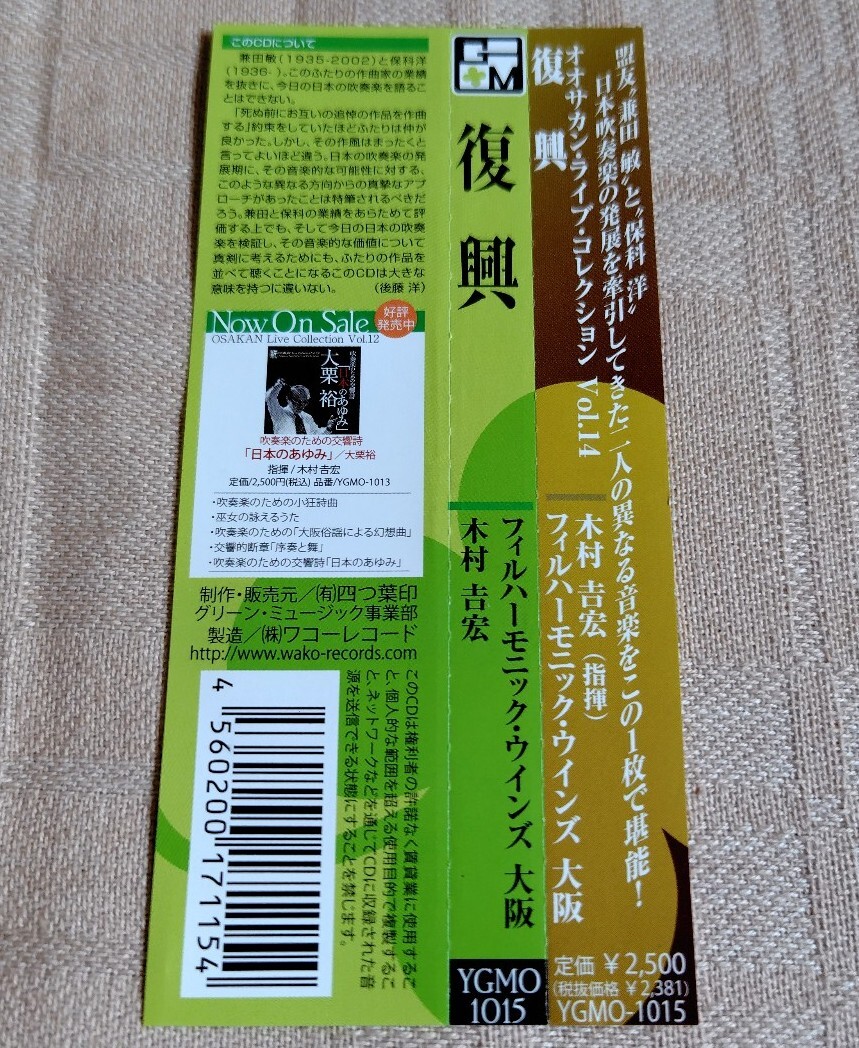 このCDについて
兼田敏(1935-2002)と保科洋
(1936- )。このふたりの作曲家の業績
を抜きに、今日の日本の吹奏楽を語るこ
とはできない。
「死ぬ前にお互いの追悼の作品を作曲
する」約束をしていたほどふたりは仲が
良かった。しかし、その作風はまったくと
言ってよいほど違う。日本の吹奏楽の発
展期に、その音楽的な可能性に対する、
このような異なる方向からの真摯なアプ
ローチがあったことは特筆されるべきだ
ろう。兼田と保科の業績をあらためて評
価する上でも、そして今日の日本の吹奏
楽を検証し、その音楽的な価値について
真剣に考えるためにも、ふたりの作品を
並べて聴くことになるこのCDは大きな
意味を持つに違いない。 (後藤 洋)
Now On Sale
好評
発売中
OSAKAN Live Collection Vol.12
吹奏楽のための交響詩
「日本のあゆみ」
大栗 裕
吹奏楽のための交響詩
「日本のあゆみ」/大栗裕
指揮/木村吉宏
定価/2,500円(税込) 品番/YGMO-1013
・吹奏楽のための小狂詩曲
・巫女の詠えるうた
・吹奏楽のための「大阪俗謡による幻想曲」
・交響的断章「序奏と舞」
・吹奏楽のための交響詩「日本のあゆみ」
制作・販売元/㈲四つ葉印
グリーン・ミュージック事業部
製造/㈱ワコーレコード
http://www.wako-records.com
このCDは権利者の許諾なく賃貸業に使用するこ
と、個人的な範囲を超える使用目的で複製するこ
と、ネットワークなどを通じてCDに収録された音
源を送信できる状態にすることを禁じます。
4 560200 171154
G M
復興
フィルハーモニック・ウインズ 大阪
木村 吉宏
YGMO
1015
盟友"兼田 敏"と"保科 洋"
日本吹奏楽の発展を牽引してきた二人の異なる音楽をこの1枚で堪能!
オオサカン・ライブ・コレクション Vol.14
復興
木村 吉宏(指揮)
フィルハーモニック・ウインズ 大阪
定価 ¥2,500
(税抜価格 ¥2,381)
YGMO-1015